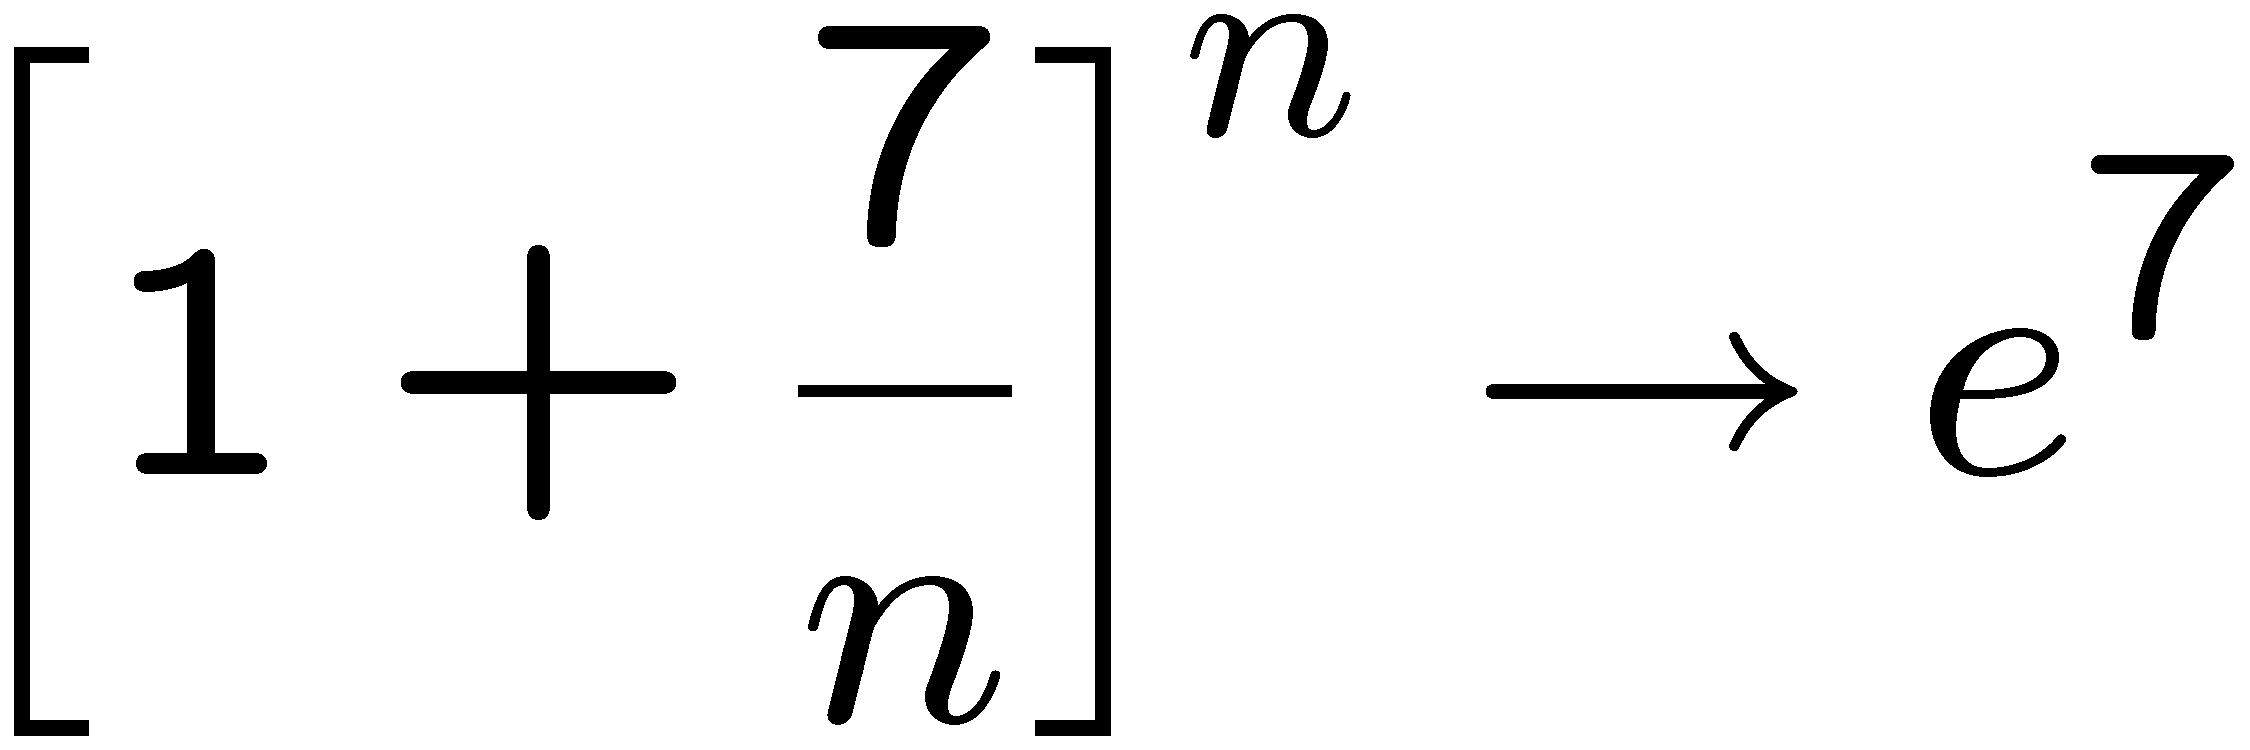 [1 + 7/n]^n → e^7